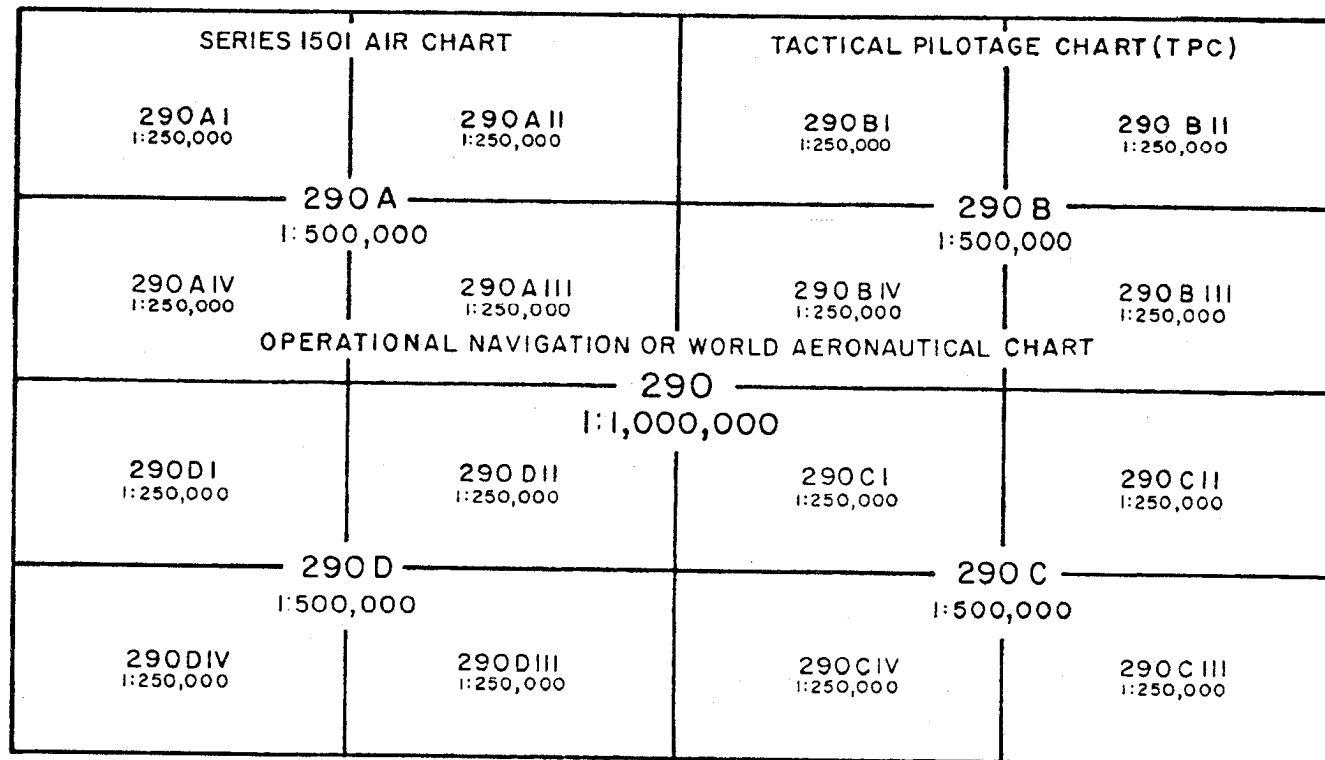 SERIES 1501 AIR CHART
TACTICAL PILOTAGE CHART (TPC)
290 A I
1:250,000
290 A II
1:250,000
290 B I
1:250,000
290 B II
1:250,000
290 A
1:500,000
290 B
1:500,000
290 A IV
1:250,000
290 A III
1:250,000
290 B IV
1:250,000
290 B III
1:250,000
OPERATIONAL NAVIGATION OR WORLD AERONAUTICAL CHART
290
1:1,000,000
290 D I
1:250,000
290 D II
1:250,000
290 C I
1:250,000
290 C II
1:250,000
290 D
1:500,000
290 C
1:500,000
290 D IV
1:250,000
290 D III
1:250,000
290 C IV
1:250,000
290 C III
1:250,000